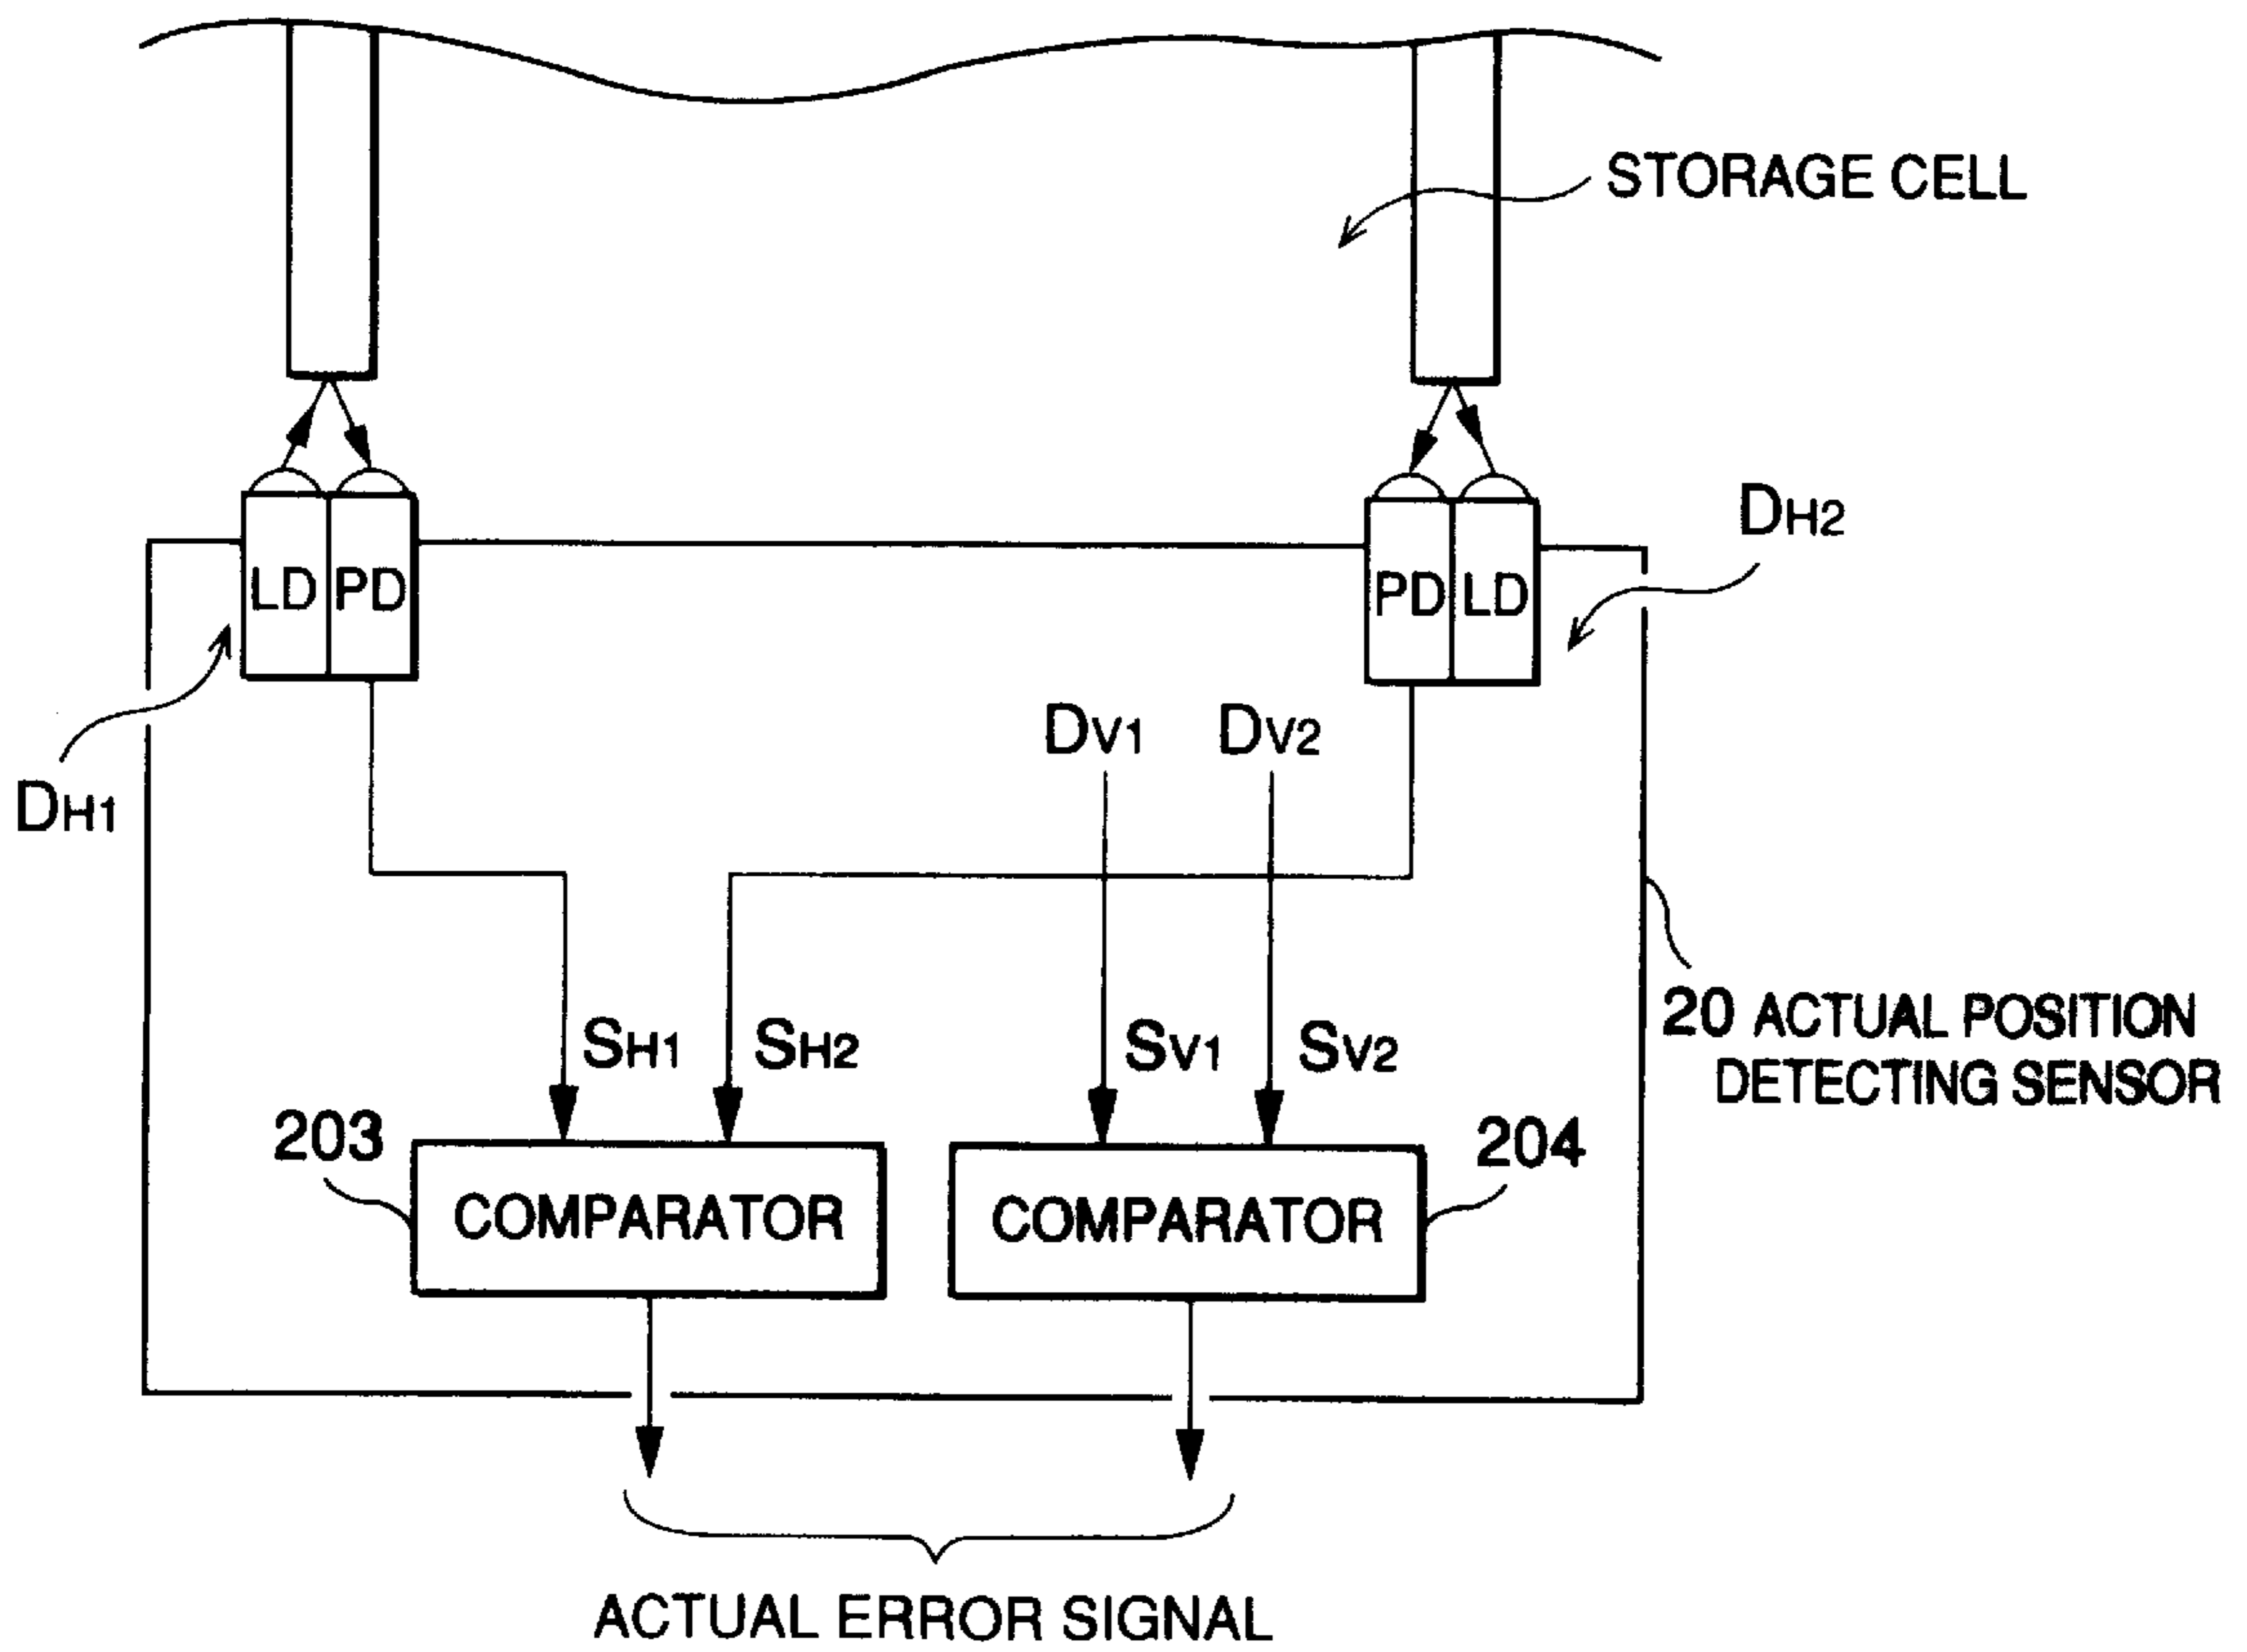 STORAGE CELL
DH2
LD PD
PD LD
DV1 DV2
DH1
SH1 SH2 SV1 SV2
20 ACTUAL POSITION
DETECTING SENSOR
203
204
COMPARATOR
COMPARATOR
ACTUAL ERROR SIGNAL